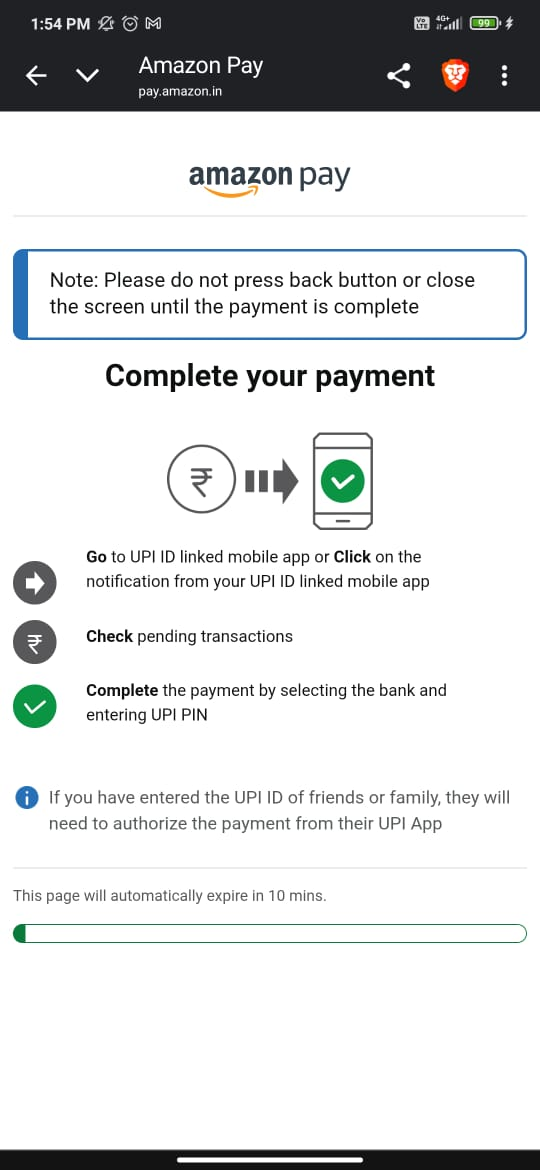 1:54 PM
Vo LTE 4G+ 99
Amazon Pay
pay.amazon.in
amazon pay
Note: Please do not press back button or close
the screen until the payment is complete
Complete your payment
₹
Go to UPI ID linked mobile app or Click on the
notification from your UPI ID linked mobile app
₹
Check pending transactions
Complete the payment by selecting the bank and
entering UPI PIN
If you have entered the UPI ID of friends or family, they will
need to authorize the payment from their UPI App
This page will automatically expire in 10 mins.